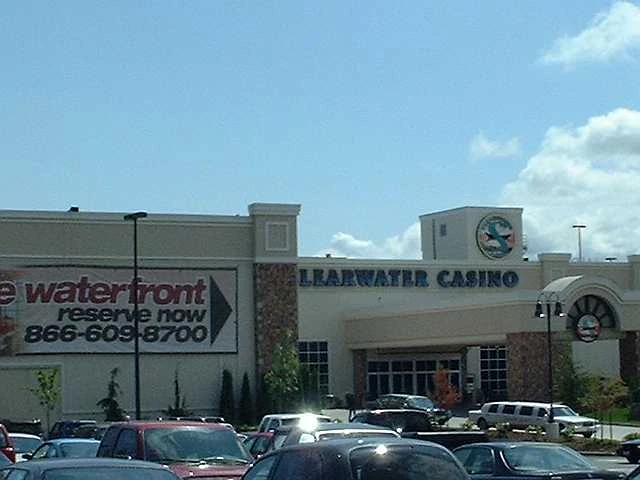 e waterfront
reserve now
866-609-8700
LEARWATER CASINO
S